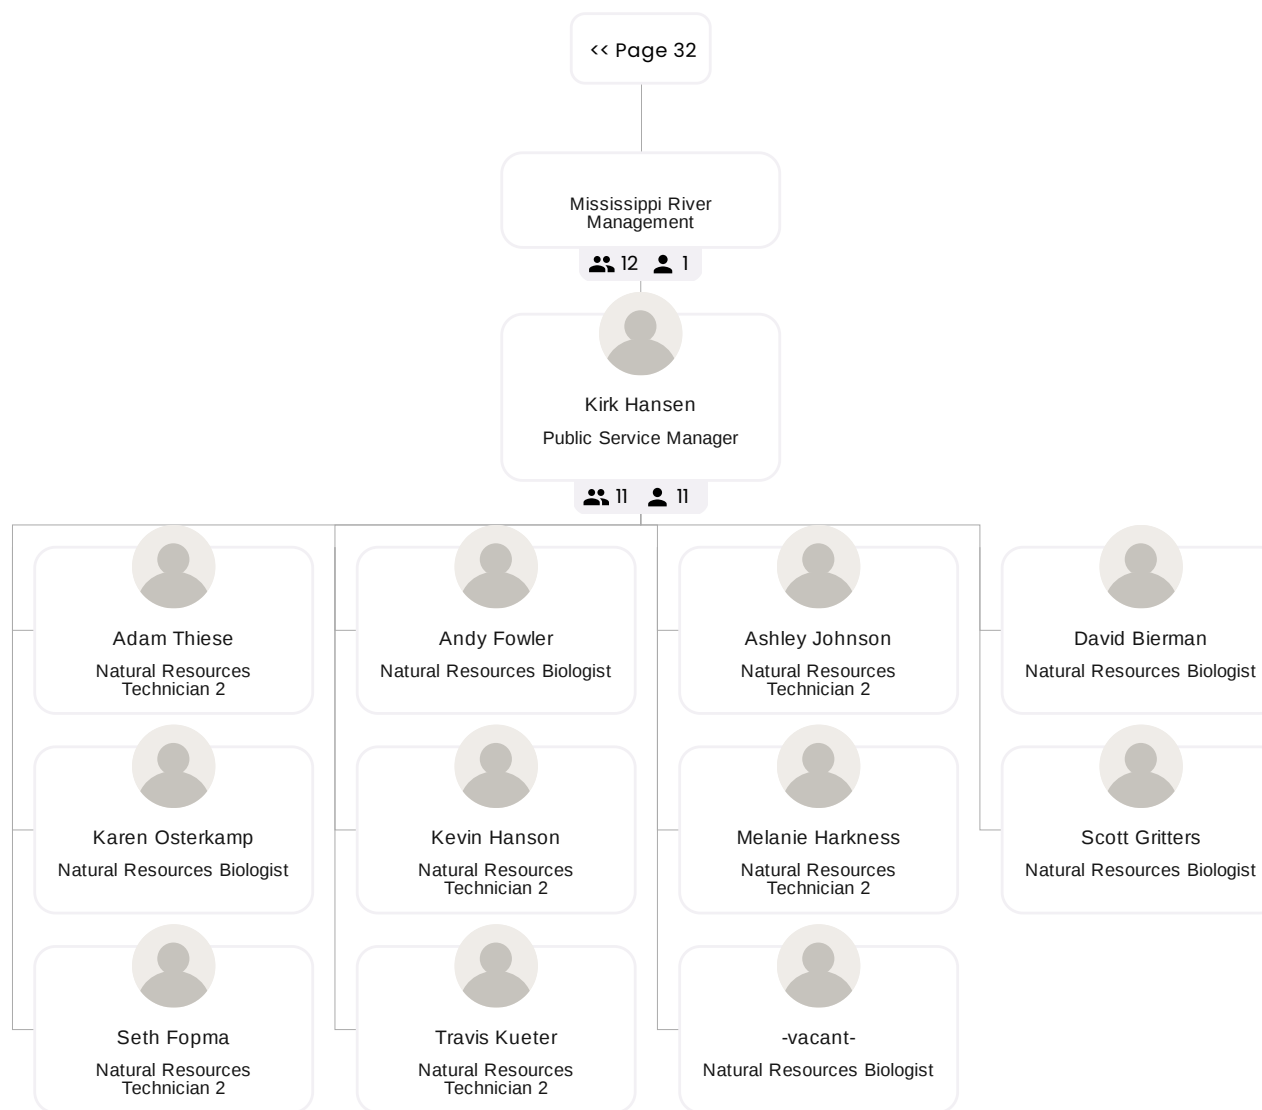 << Page 32
Mississippi River
Management
12 1
Kirk Hansen
Public Service Manager
11 11
Adam Thiese
Natural Resources
Technician 2
Andy Fowler
Natural Resources Biologist
Ashley Johnson
Natural Resources
Technician 2
David Bierman
Natural Resources Biologist
Karen Osterkamp
Natural Resources Biologist
Kevin Hanson
Natural Resources
Technician 2
Melanie Harkness
Natural Resources
Technician 2
Scott Gritters
Natural Resources Biologist
Seth Fopma
Natural Resources
Technician 2
Travis Kueter
Natural Resources
Technician 2
-vacant-
Natural Resources Biologist